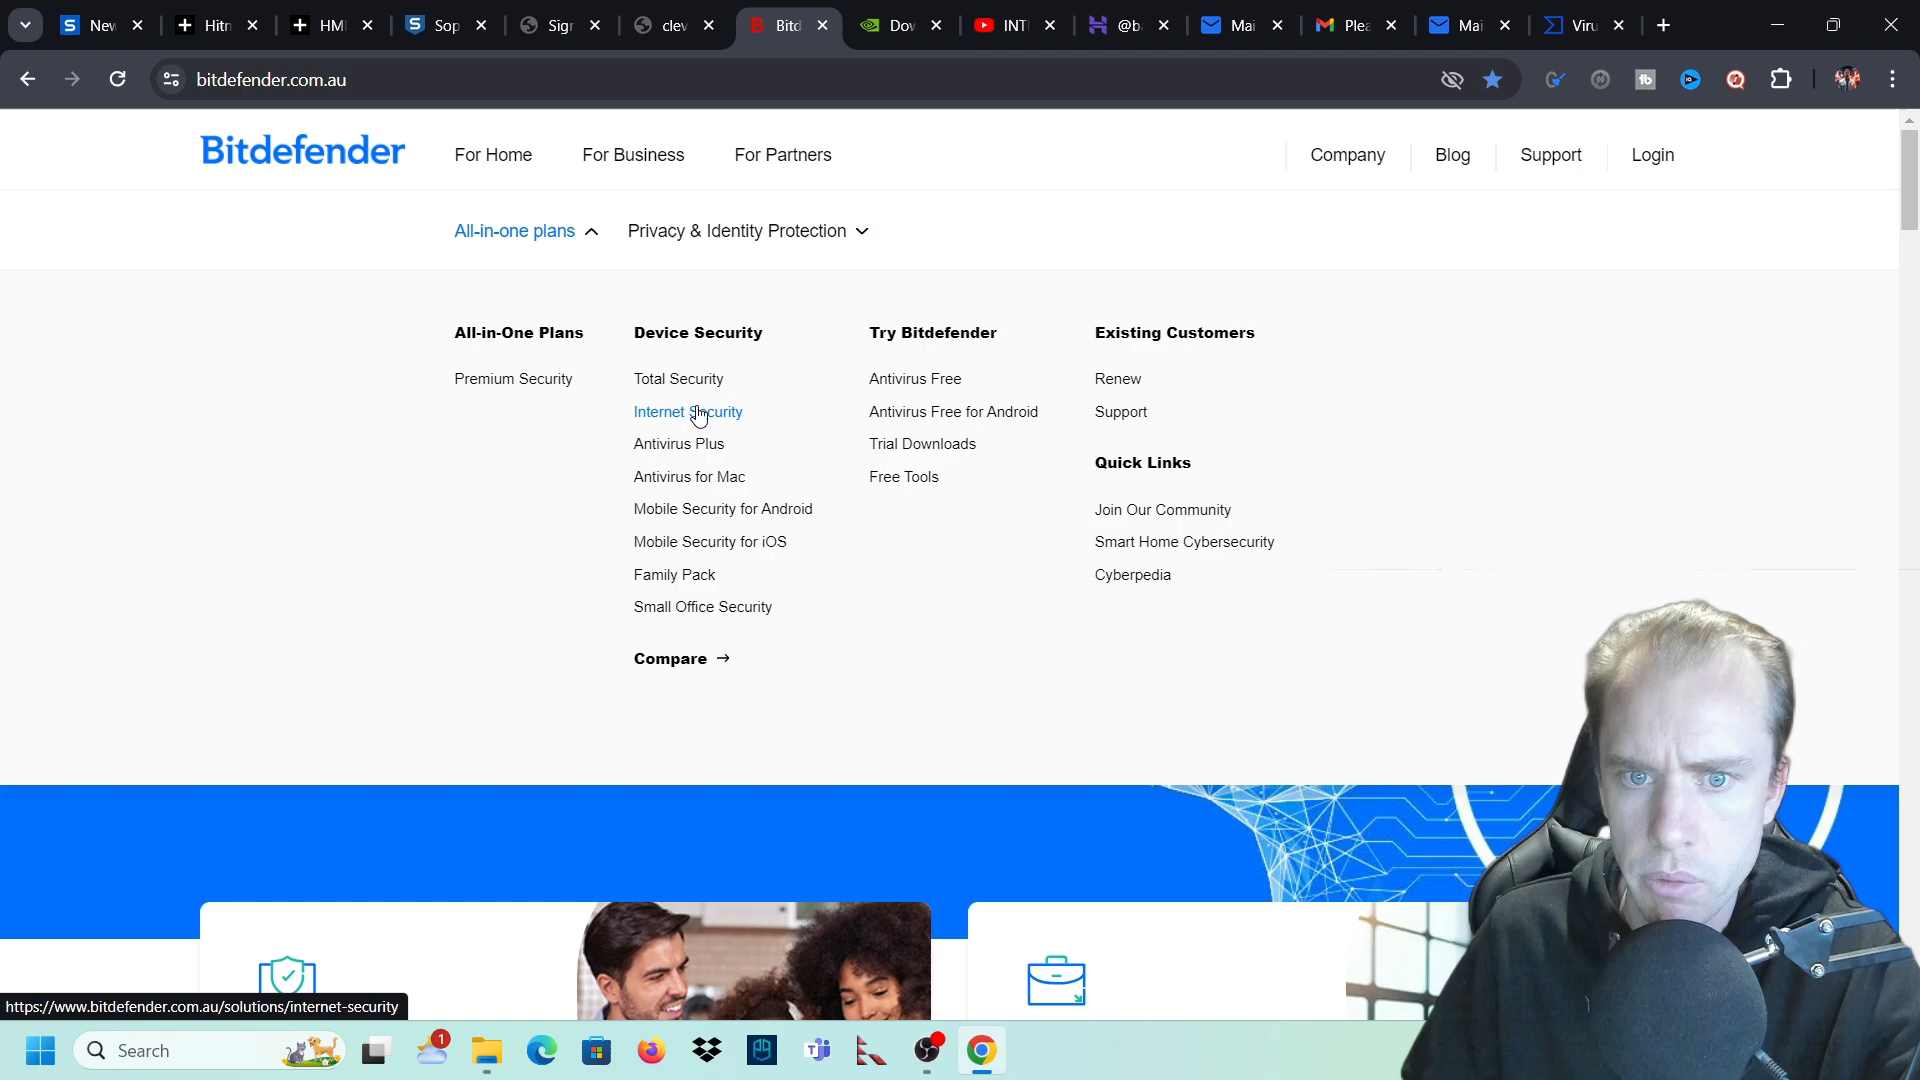 New
Hitn
HMI
Sop
Sign
clev
Bitd
Dow
INTI
@b
Mai
Plea
Mai
Viru
bitdefender.com.au
Bitdefender
For Home
For Business
For Partners
Company
Blog
Support
Login
All-in-one plans
Privacy & Identity Protection
All-in-One Plans
Premium Security
Device Security
Total Security
Internet Security
Antivirus Plus
Antivirus for Mac
Mobile Security for Android
Mobile Security for iOS
Family Pack
Small Office Security
Compare →
Try Bitdefender
Antivirus Free
Antivirus Free for Android
Trial Downloads
Free Tools
Existing Customers
Renew
Support
Quick Links
Join Our Community
Smart Home Cybersecurity
Cyberpedia
https://www.bitdefender.com.au/solutions/internet-security
Search
1